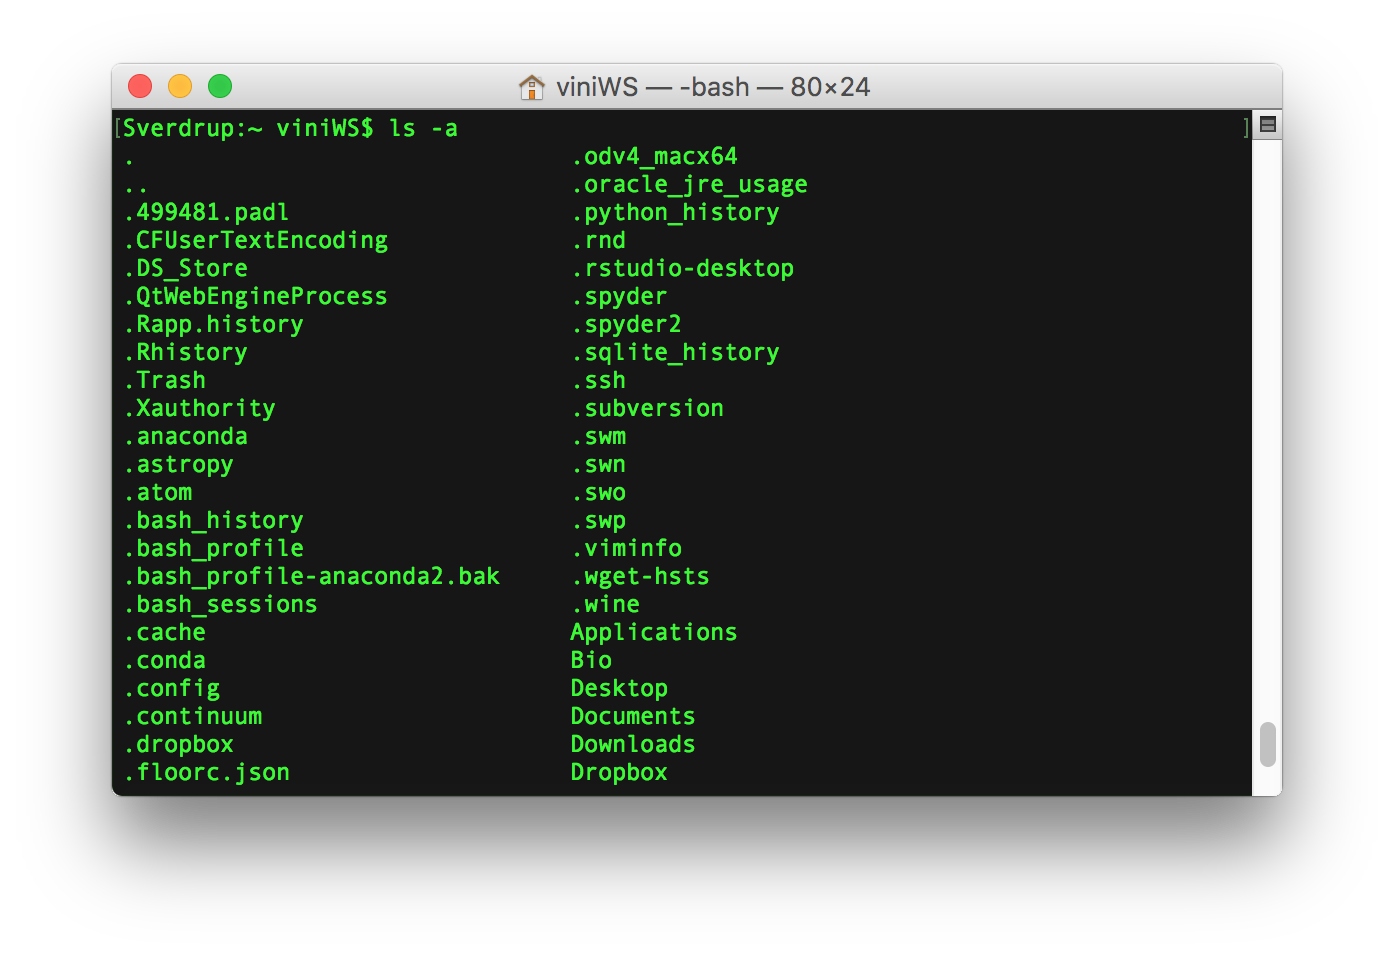 viniWS — -bash — 80×24
[Sverdrup:~ viniWS$ ls -a ]
. .odv4_macx64
.. .oracle_jre_usage
.499481.padl .python_history
.CFUserTextEncoding .rnd
.DS_Store .rstudio-desktop
.QtWebEngineProcess .spyder
.Rapp.history .spyder2
.Rhistory .sqlite_history
.Trash .ssh
.Xauthority .subversion
.anaconda .swm
.astropy .swn
.atom .swo
.bash_history .swp
.bash_profile .viminfo
.bash_profile-anaconda2.bak .wget-hsts
.bash_sessions .wine
.cache Applications
.conda Bio
.config Desktop
.continuum Documents
.dropbox Downloads
.floorc.json Dropbox